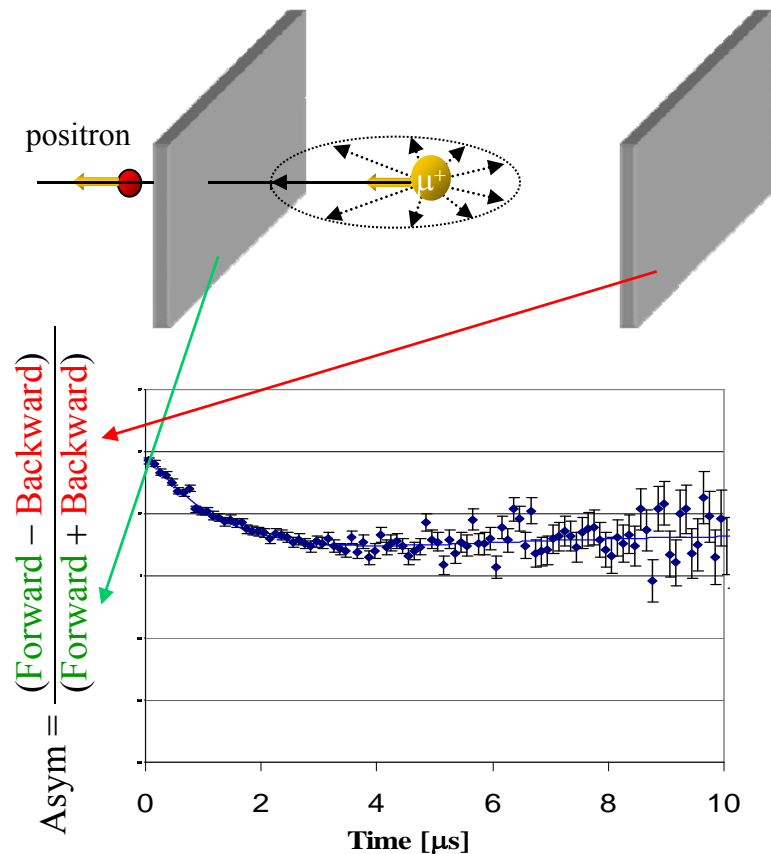 positron
μ+
Asym = (Forward − Backward)
(Forward + Backward)
0 2 4 6 8 10
Time [μs]